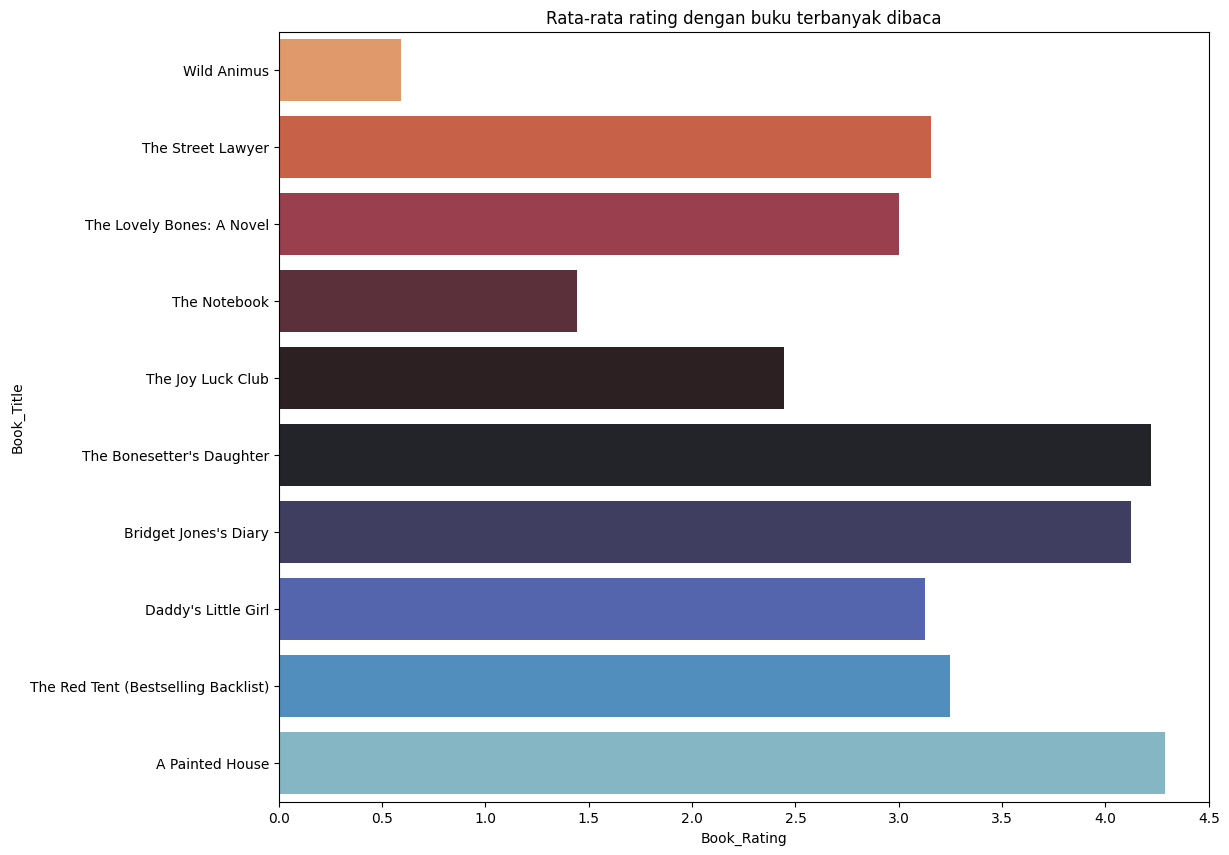 Rata-rata rating dengan buku terbanyak dibaca
Book_Title
Wild Animus
The Street Lawyer
The Lovely Bones: A Novel
The Notebook
The Joy Luck Club
The Bonesetter's Daughter
Bridget Jones's Diary
Daddy's Little Girl
The Red Tent (Bestselling Backlist)
A Painted House
0.0 0.5 1.0 1.5 2.0 2.5 3.0 3.5 4.0 4.5
Book_Rating